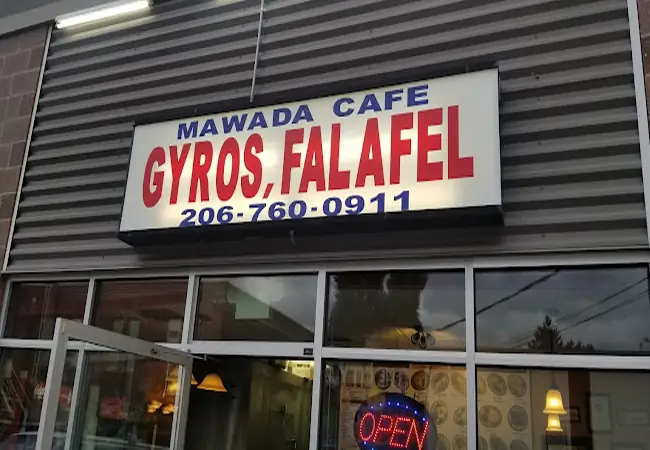 MAWADA CAFE
GYROS, FALAFEL
206-760-0911
OPEN